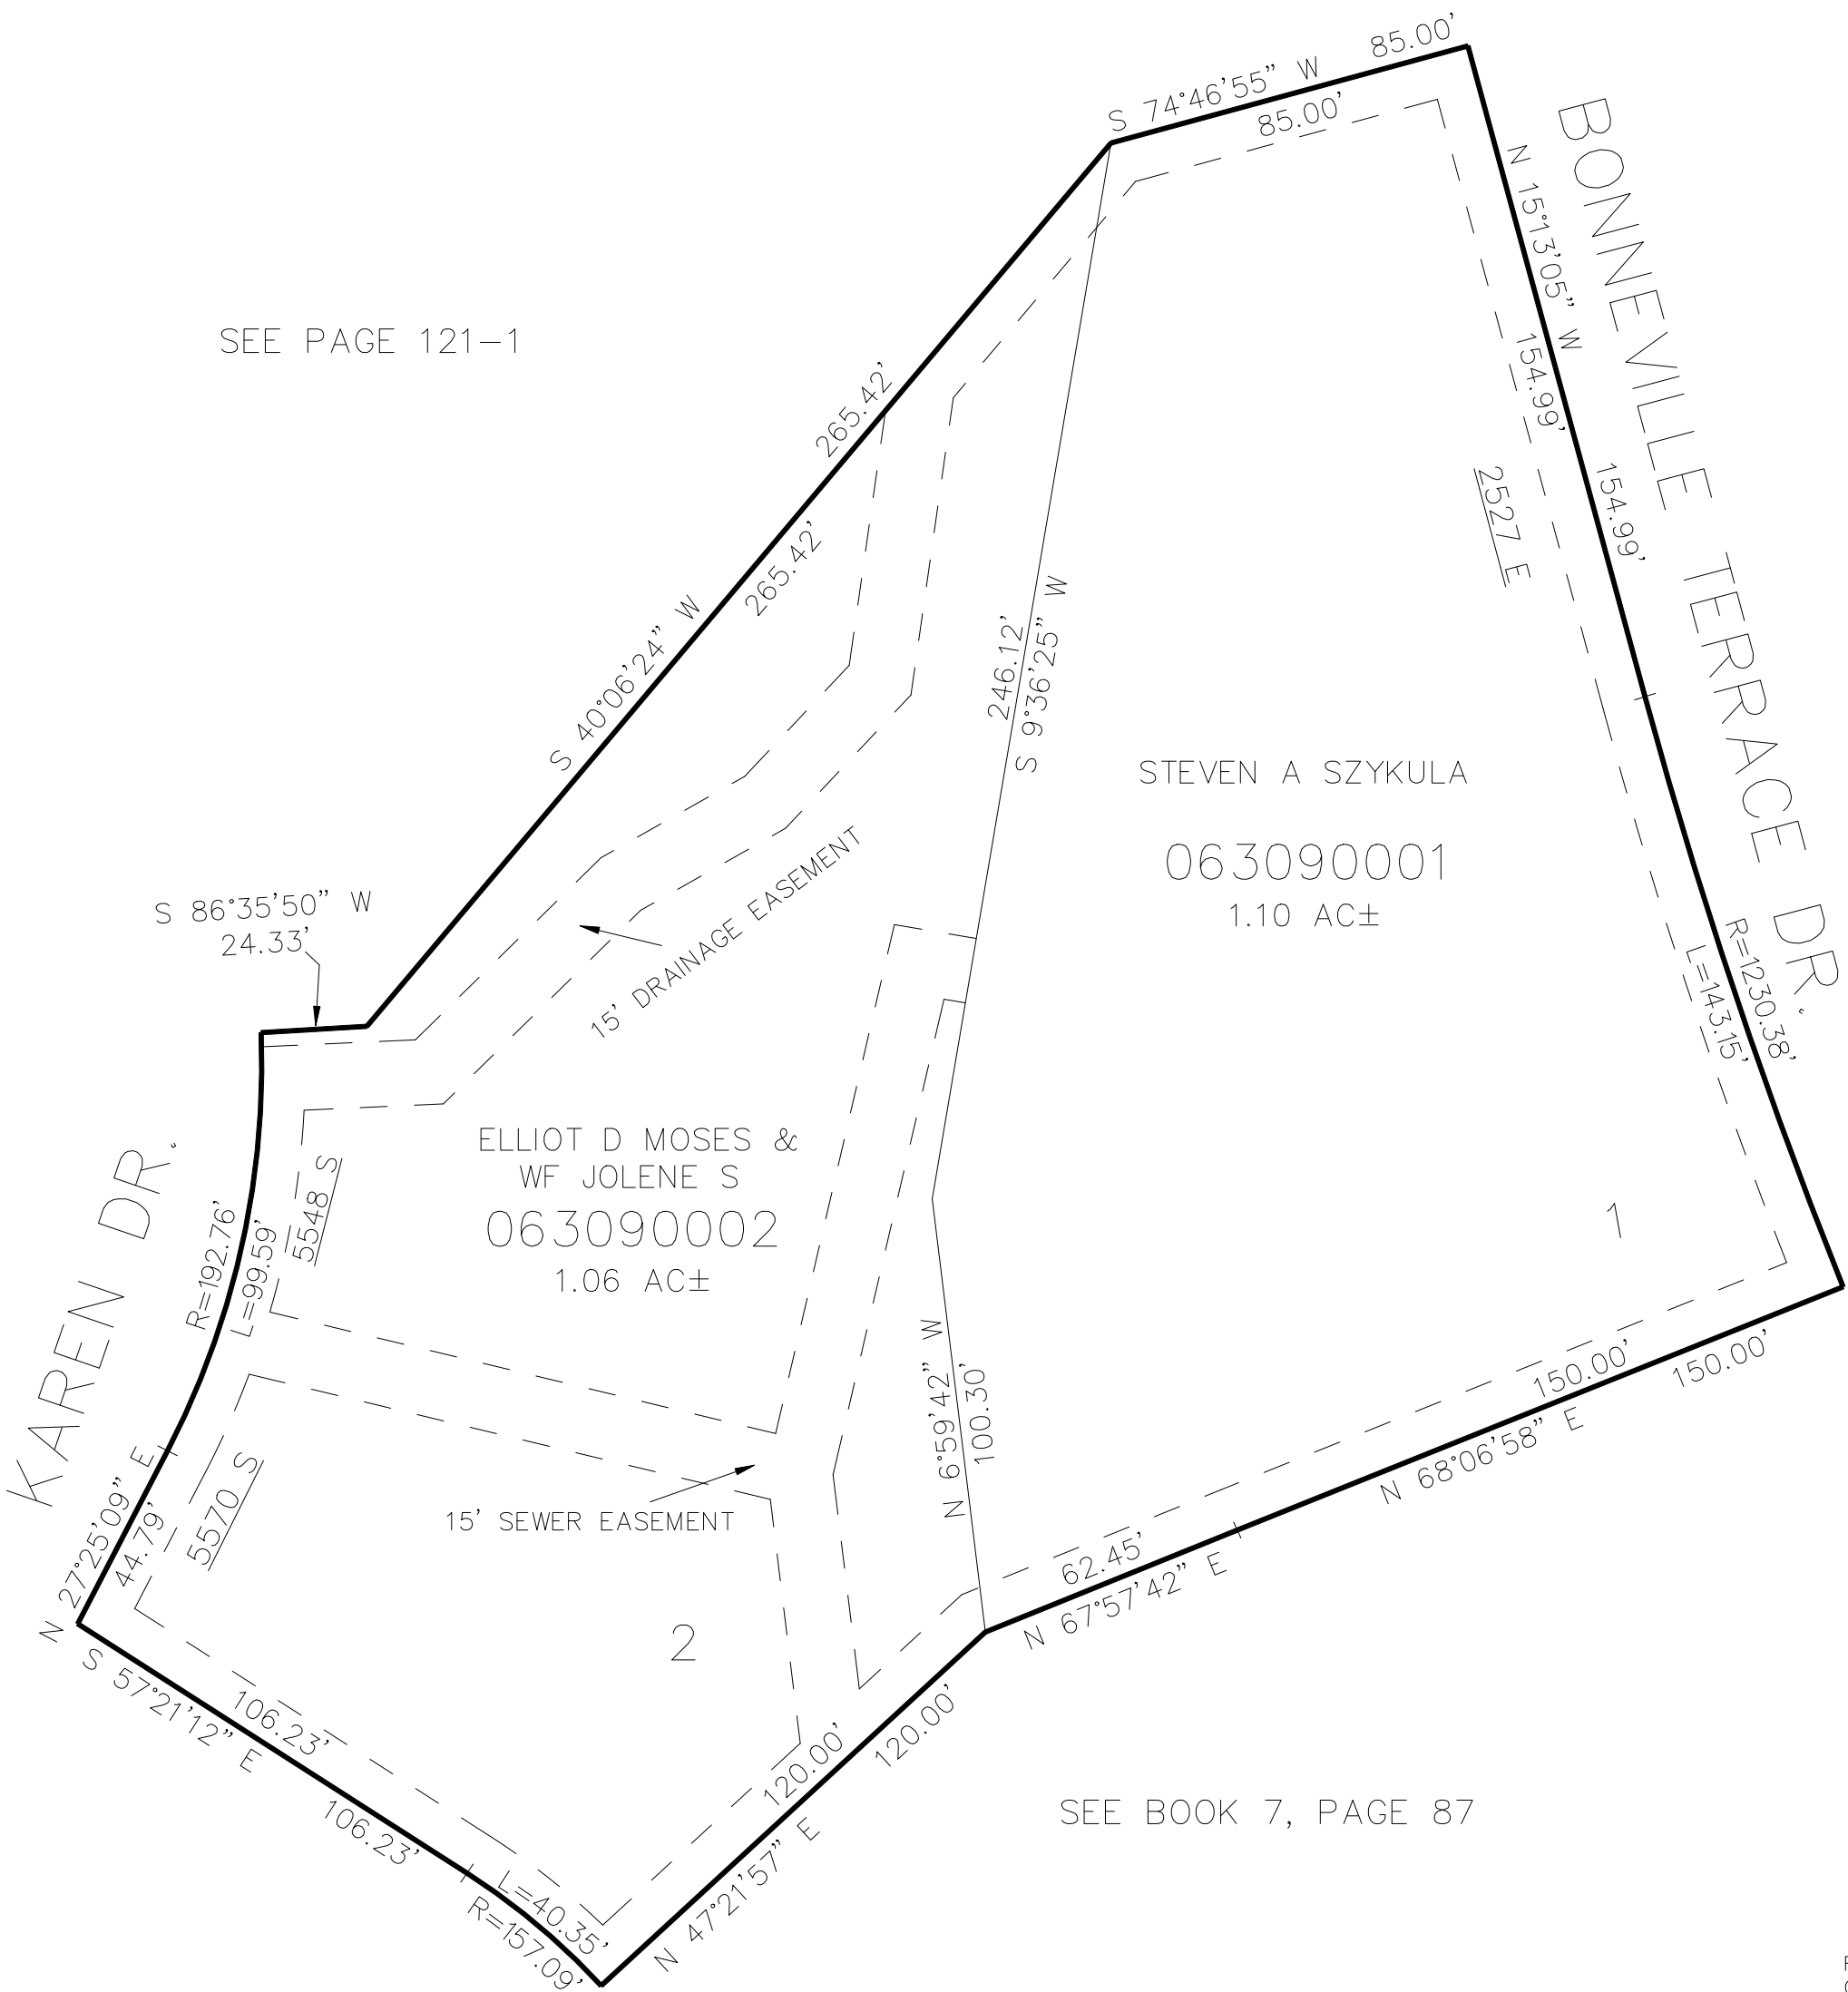 S 74°46'55" W
85.00'
85.00'
N 15°13'05" W
154.99'
154.99'
BONNEVILLE TERRACE DR.
SEE PAGE 121-1
265.42'
265.42'
S 40°06'24" W
2527 E
246.12'
S 9°36'25" W
STEVEN A SZYKULA
063090001
1.10 AC±
R=1230.38'
L=143.15'
S 86°35'50" W
24.33'
15' DRAINAGE EASEMENT
ELLIOT D MOSES &
WF JOLENE S
063090002
1.06 AC±
5548 S
R=192.76'
L=99.59'
KAREN DR.
1
N 6°59'42" W
100.30'
150.00'
150.00'
N 68°06'58" E
N 27°25'09" E
44.79'
5570 S
15' SEWER EASEMENT
62.45'
N 67°57'42" E
2
S 57°21'12" E
106.23'
106.23'
120.00'
120.00'
N 47°21'57" E
SEE BOOK 7, PAGE 87
L=40.35'
R=157.09'